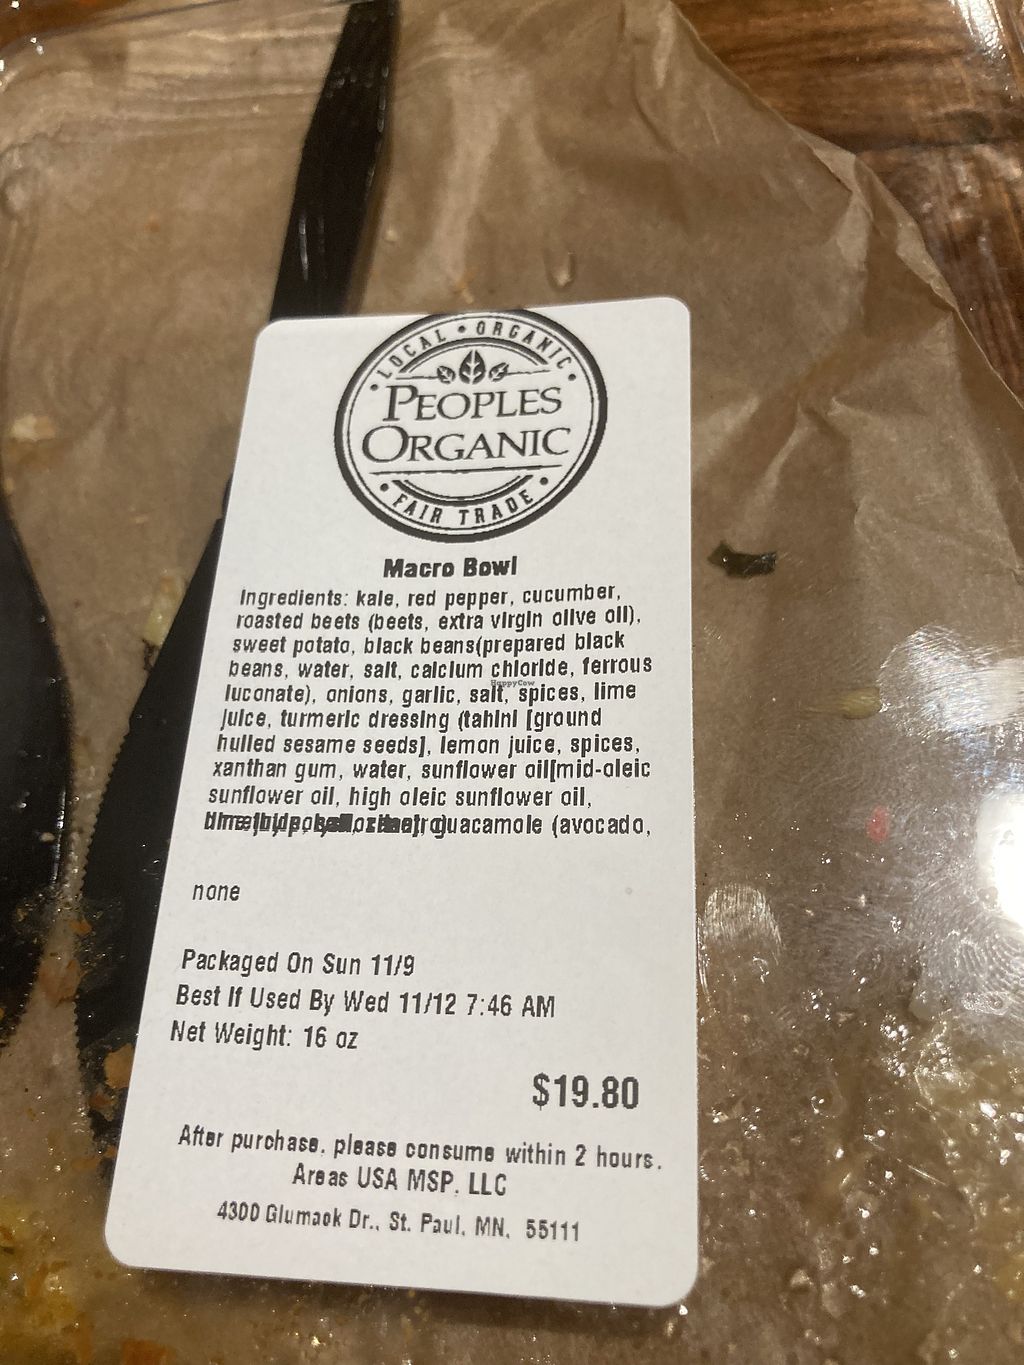 LOCAL • ORGANIC
PEOPLES
ORGANIC
FAIR TRADE
Macro Bowl
Ingredients: kale, red pepper, cucumber,
roasted beets (beets, extra virgin olive oil),
sweet potato, black beans(prepared black
beans, water, salt, calcium chloride, ferrous
luconate), onions, garlic, salt, spices, lime
juice, turmeric dressing (tahini [ground
hulled sesame seeds], lemon juice, spices,
xanthan gum, water, sunflower oil[mid-oleic
sunflower oil, high oleic sunflower oil,
guacamole (avocado,
none
Packaged On Sun 11/9
Best If Used By Wed 11/12 7:46 AM
Net Weight: 16 oz
$19.80
After purchase, please consume within 2 hours.
Areas USA MSP, LLC
4300 Glumack Dr., St. Paul, MN, 55111
HappyCow